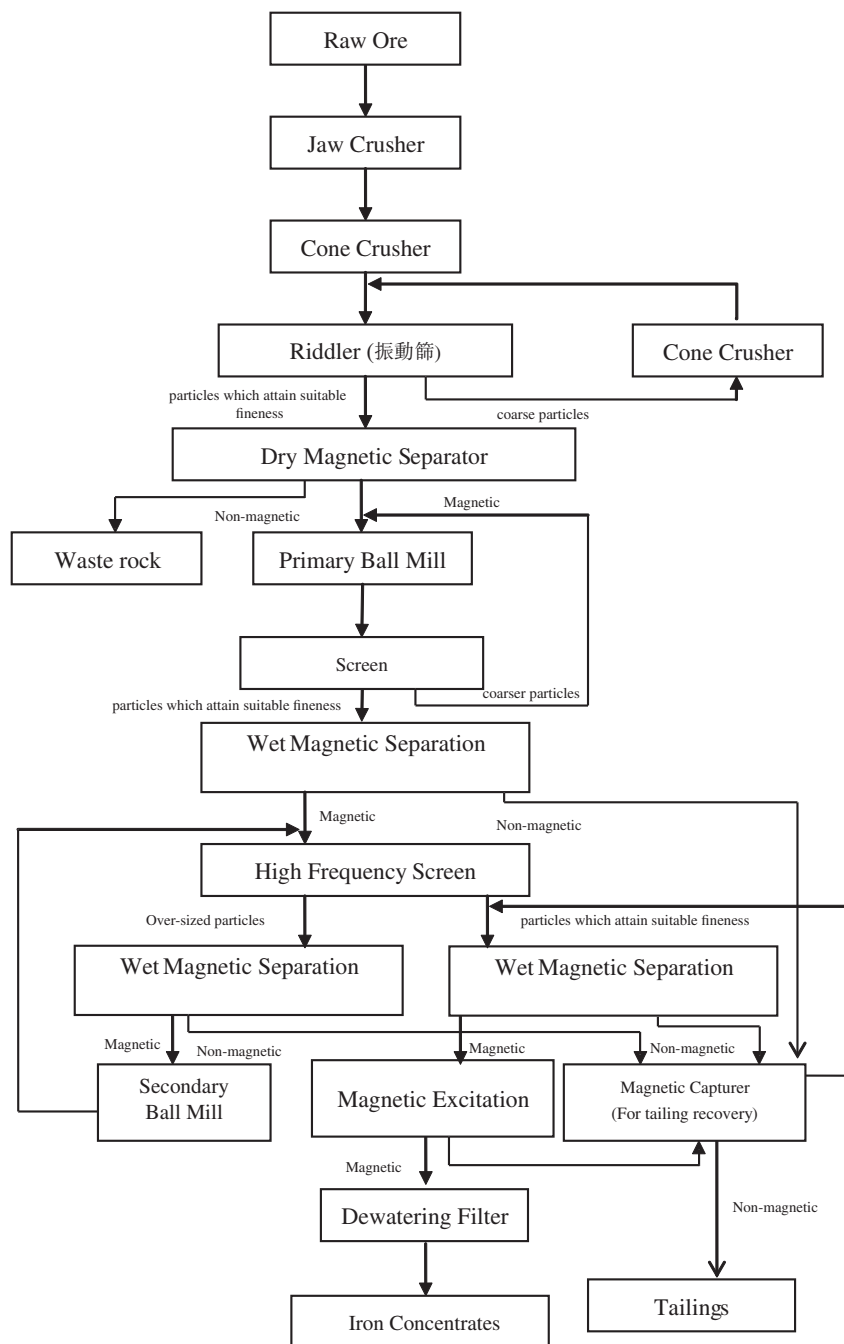 Raw Ore
Jaw Crusher
Cone Crusher
Riddler (振動篩)
Cone Crusher
particles which attain suitable
fineness
coarse particles
Dry Magnetic Separator
Magnetic
Non-magnetic
Waste rock
Primary Ball Mill
Screen
coarser particles
particles which attain suitable fineness
Wet Magnetic Separation
Magnetic
Non-magnetic
High Frequency Screen
Over-sized particles
particles which attain suitable fineness
Wet Magnetic Separation
Wet Magnetic Separation
Magnetic
Non-magnetic
Magnetic
Non-magnetic
Secondary
Ball Mill
Magnetic Excitation
Magnetic Capturer
(For tailing recovery)
Magnetic
Non-magnetic
Dewatering Filter
Iron Concentrates
Tailings